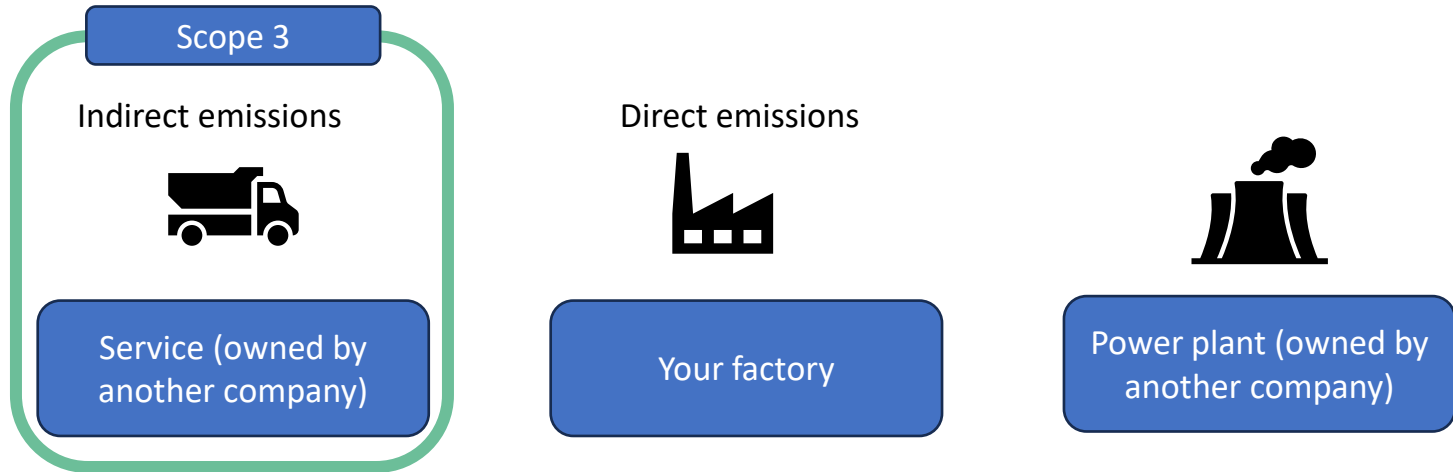 Scope 3
Indirect emissions
Direct emissions
Service (owned by
another company)
Your factory
Power plant (owned by
another company)